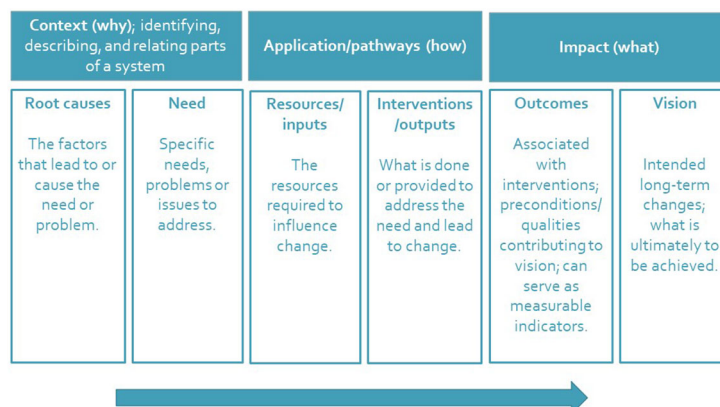 Context (why); identifying,
describing, and relating parts
of a system
Application/pathways (how)
Impact (what)
Root causes
The factors
that lead to or
cause the
need or
problem.
Need
Specific
needs,
problems or
issues to
address.
Resources/
inputs
The
resources
required to
influence
change.
Interventions
/outputs
What is done
or provided to
address the
need and lead
to change.
Outcomes
Associated
with
interventions;
preconditions/
qualities
contributing to
vision; can
serve as
measurable
indicators.
Vision
Intended
long-term
changes;
what is
ultimately to
be achieved.